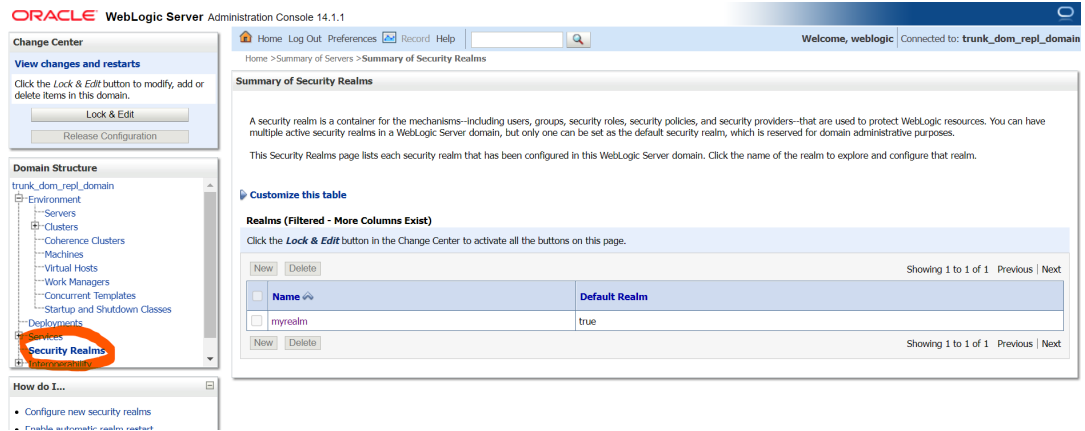 ORACLE WebLogic Server Administration Console 14.1.1
Change Center
View changes and restarts
Click the Lock & Edit button to modify, add or
delete items in this domain.
Lock & Edit
Release Configuration
Domain Structure
trunk_dom_repl_domain
Environment
Servers
Clusters
Coherence Clusters
Machines
Virtual Hosts
Work Managers
Concurrent Templates
Startup and Shutdown Classes
Deployments
Services
Security Realms
Interoperability
How do I...
Configure new security realms
Enable automatic realm restart
Home Log Out Preferences Record Help
Welcome, weblogic Connected to: trunk_dom_repl_domain
Home >Summary of Servers >Summary of Security Realms
Summary of Security Realms
A security realm is a container for the mechanisms--including users, groups, security roles, security policies, and security providers--that are used to protect WebLogic resources. You can have
multiple active security realms in a WebLogic Server domain, but only one can be set as the default security realm, which is reserved for domain administrative purposes.
This Security Realms page lists each security realm that has been configured in this WebLogic Server domain. Click the name of the realm to explore and configure that realm.
Customize this table
Realms (Filtered - More Columns Exist)
Click the Lock & Edit button in the Change Center to activate all the buttons on this page.
New Delete Showing 1 to 1 of 1 Previous | Next
Name Default Realm
myrealm true
New Delete Showing 1 to 1 of 1 Previous | Next